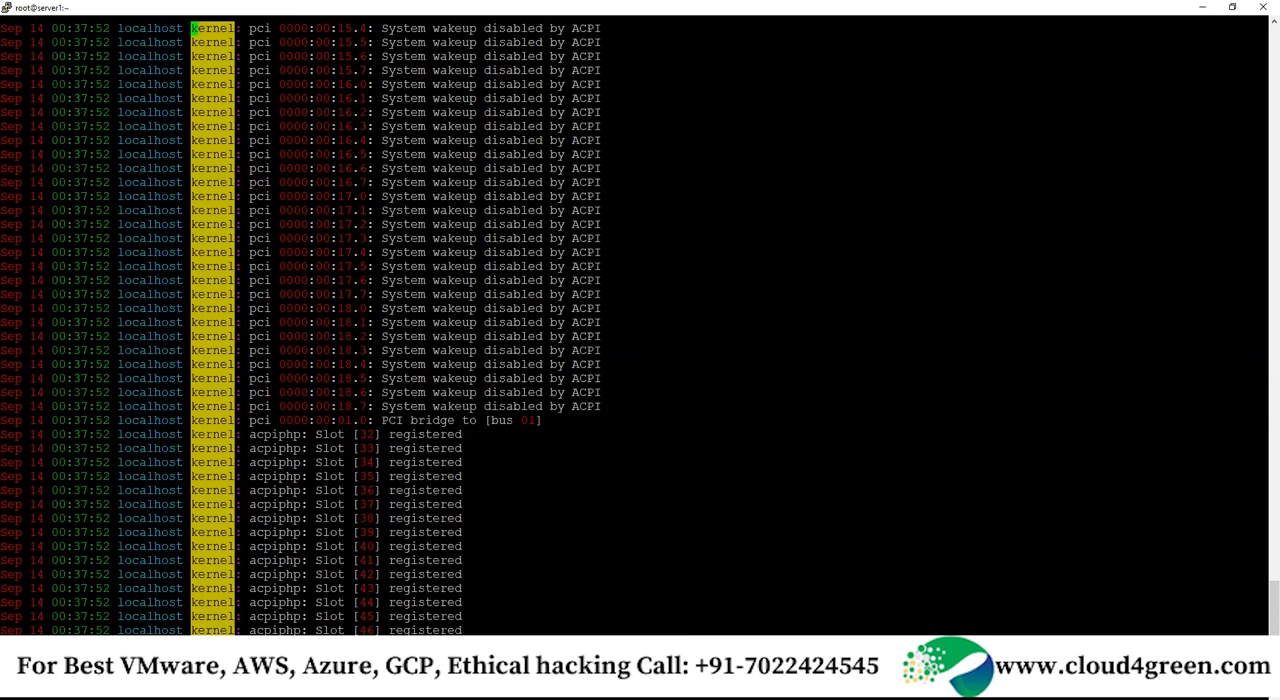 root@server1:~
Sep 14 00:37:52 localhost kernel: pci 0000:00:15.4: System wakeup disabled by ACPI
Sep 14 00:37:52 localhost kernel: pci 0000:00:15.5: System wakeup disabled by ACPI
Sep 14 00:37:52 localhost kernel: pci 0000:00:15.6: System wakeup disabled by ACPI
Sep 14 00:37:52 localhost kernel: pci 0000:00:15.7: System wakeup disabled by ACPI
Sep 14 00:37:52 localhost kernel: pci 0000:00:16.0: System wakeup disabled by ACPI
Sep 14 00:37:52 localhost kernel: pci 0000:00:16.1: System wakeup disabled by ACPI
Sep 14 00:37:52 localhost kernel: pci 0000:00:16.2: System wakeup disabled by ACPI
Sep 14 00:37:52 localhost kernel: pci 0000:00:16.3: System wakeup disabled by ACPI
Sep 14 00:37:52 localhost kernel: pci 0000:00:16.4: System wakeup disabled by ACPI
Sep 14 00:37:52 localhost kernel: pci 0000:00:16.5: System wakeup disabled by ACPI
Sep 14 00:37:52 localhost kernel: pci 0000:00:16.6: System wakeup disabled by ACPI
Sep 14 00:37:52 localhost kernel: pci 0000:00:16.7: System wakeup disabled by ACPI
Sep 14 00:37:52 localhost kernel: pci 0000:00:17.0: System wakeup disabled by ACPI
Sep 14 00:37:52 localhost kernel: pci 0000:00:17.1: System wakeup disabled by ACPI
Sep 14 00:37:52 localhost kernel: pci 0000:00:17.2: System wakeup disabled by ACPI
Sep 14 00:37:52 localhost kernel: pci 0000:00:17.3: System wakeup disabled by ACPI
Sep 14 00:37:52 localhost kernel: pci 0000:00:17.4: System wakeup disabled by ACPI
Sep 14 00:37:52 localhost kernel: pci 0000:00:17.5: System wakeup disabled by ACPI
Sep 14 00:37:52 localhost kernel: pci 0000:00:17.6: System wakeup disabled by ACPI
Sep 14 00:37:52 localhost kernel: pci 0000:00:17.7: System wakeup disabled by ACPI
Sep 14 00:37:52 localhost kernel: pci 0000:00:18.0: System wakeup disabled by ACPI
Sep 14 00:37:52 localhost kernel: pci 0000:00:18.1: System wakeup disabled by ACPI
Sep 14 00:37:52 localhost kernel: pci 0000:00:18.2: System wakeup disabled by ACPI
Sep 14 00:37:52 localhost kernel: pci 0000:00:18.3: System wakeup disabled by ACPI
Sep 14 00:37:52 localhost kernel: pci 0000:00:18.4: System wakeup disabled by ACPI
Sep 14 00:37:52 localhost kernel: pci 0000:00:18.5: System wakeup disabled by ACPI
Sep 14 00:37:52 localhost kernel: pci 0000:00:18.6: System wakeup disabled by ACPI
Sep 14 00:37:52 localhost kernel: pci 0000:00:18.7: System wakeup disabled by ACPI
Sep 14 00:37:52 localhost kernel: pci 0000:00:01.0: PCI bridge to [bus 01]
Sep 14 00:37:52 localhost kernel: acpiphp: Slot [32] registered
Sep 14 00:37:52 localhost kernel: acpiphp: Slot [33] registered
Sep 14 00:37:52 localhost kernel: acpiphp: Slot [34] registered
Sep 14 00:37:52 localhost kernel: acpiphp: Slot [35] registered
Sep 14 00:37:52 localhost kernel: acpiphp: Slot [36] registered
Sep 14 00:37:52 localhost kernel: acpiphp: Slot [37] registered
Sep 14 00:37:52 localhost kernel: acpiphp: Slot [38] registered
Sep 14 00:37:52 localhost kernel: acpiphp: Slot [39] registered
Sep 14 00:37:52 localhost kernel: acpiphp: Slot [40] registered
Sep 14 00:37:52 localhost kernel: acpiphp: Slot [41] registered
Sep 14 00:37:52 localhost kernel: acpiphp: Slot [42] registered
Sep 14 00:37:52 localhost kernel: acpiphp: Slot [43] registered
Sep 14 00:37:52 localhost kernel: acpiphp: Slot [44] registered
Sep 14 00:37:52 localhost kernel: acpiphp: Slot [45] registered
Sep 14 00:37:52 localhost kernel: acpiphp: Slot [46] registered
For Best VMware, AWS, Azure, GCP, Ethical hacking Call: +91-7022424545 www.cloud4green.com